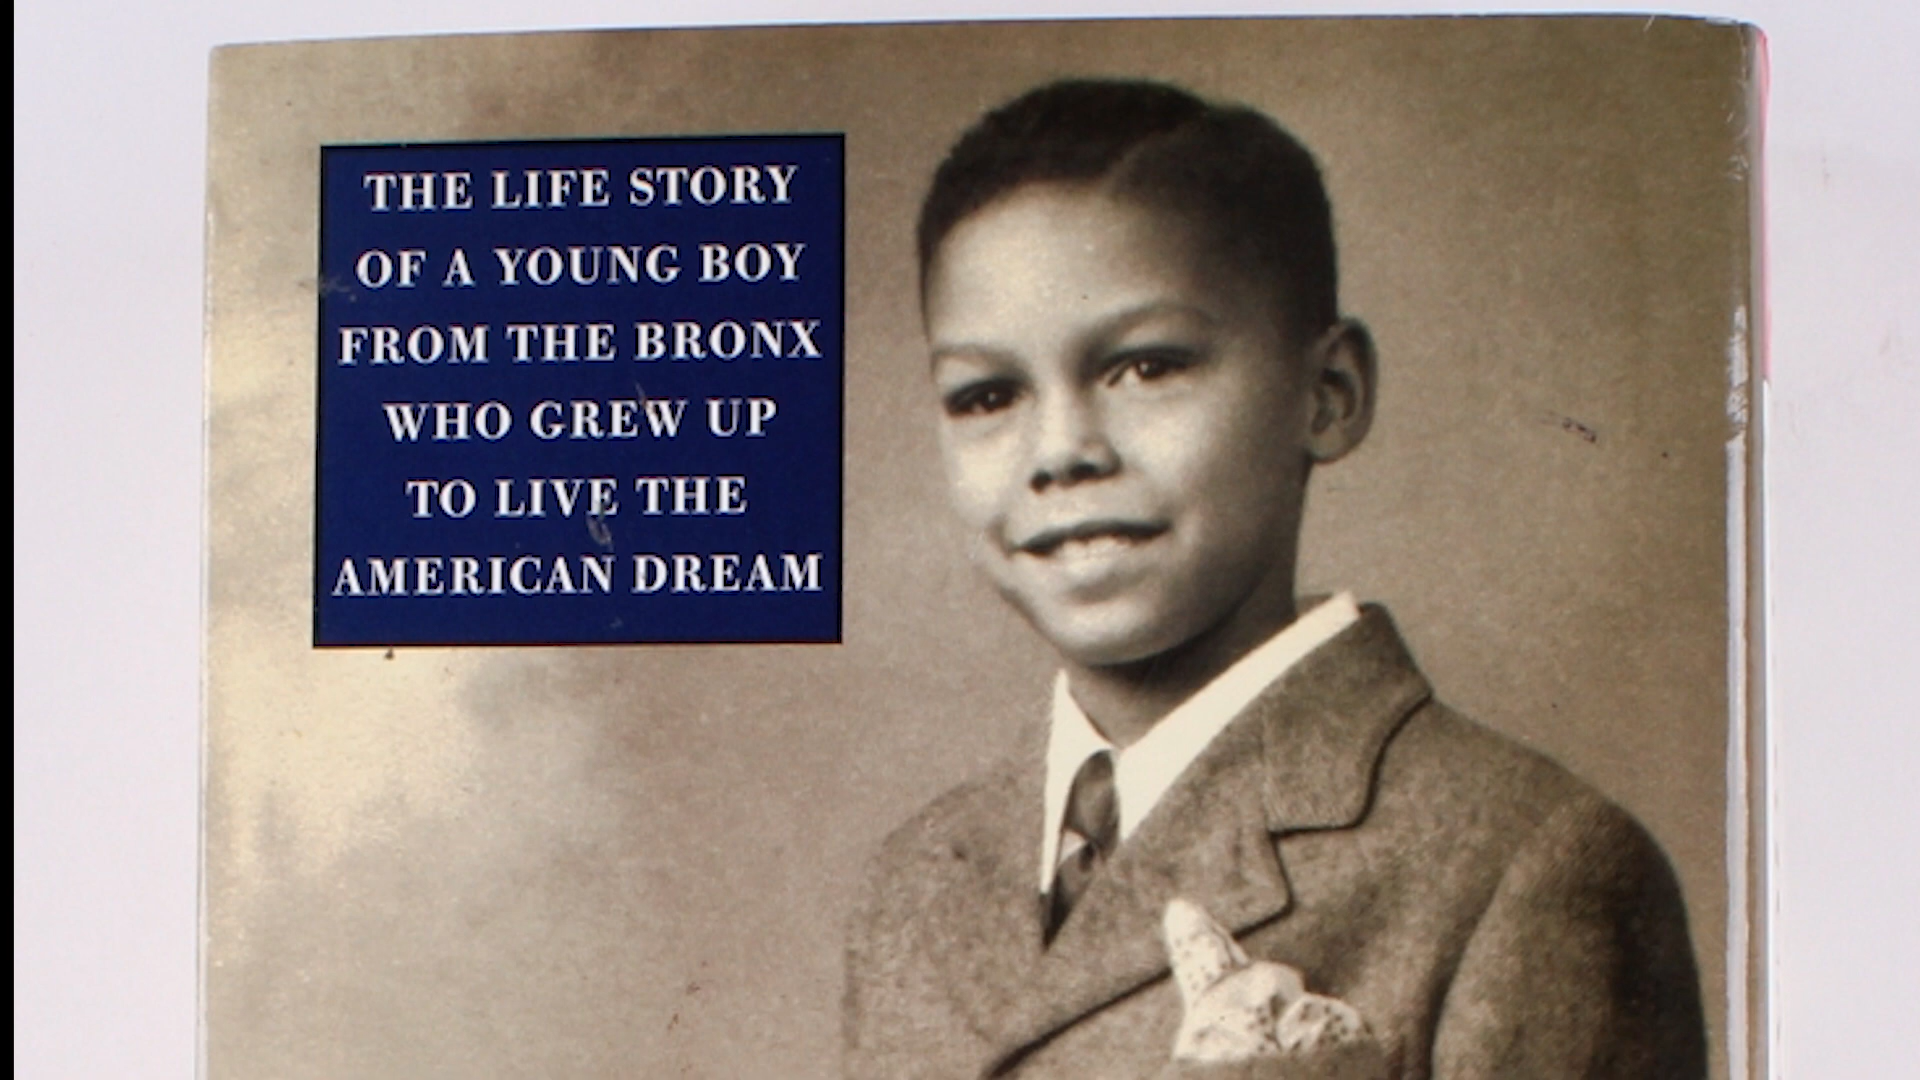 THE LIFE STORY
OF A YOUNG BOY
FROM THE BRONX
WHO GREW UP
TO LIVE THE
AMERICAN DREAM